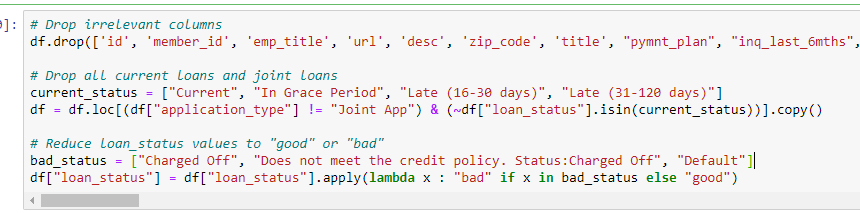 ]:
# Drop irrelevant columns
df.drop(['id', 'member_id', 'emp_title', 'url', 'desc', 'zip_code', 'title', "pymnt_plan", "inq_last_6mths",
# Drop all current loans and joint loans
current_status = ["Current", "In Grace Period", "Late (16-30 days)", "Late (31-120 days)"]
df = df.loc[(df["application_type"] != "Joint App") & (~df["loan_status"].isin(current_status))].copy()
# Reduce loan_status values to "good" or "bad"
bad_status = ["Charged Off", "Does not meet the credit policy. Status:Charged Off", "Default"]
df["loan_status"] = df["loan_status"].apply(lambda x : "bad" if x in bad_status else "good")